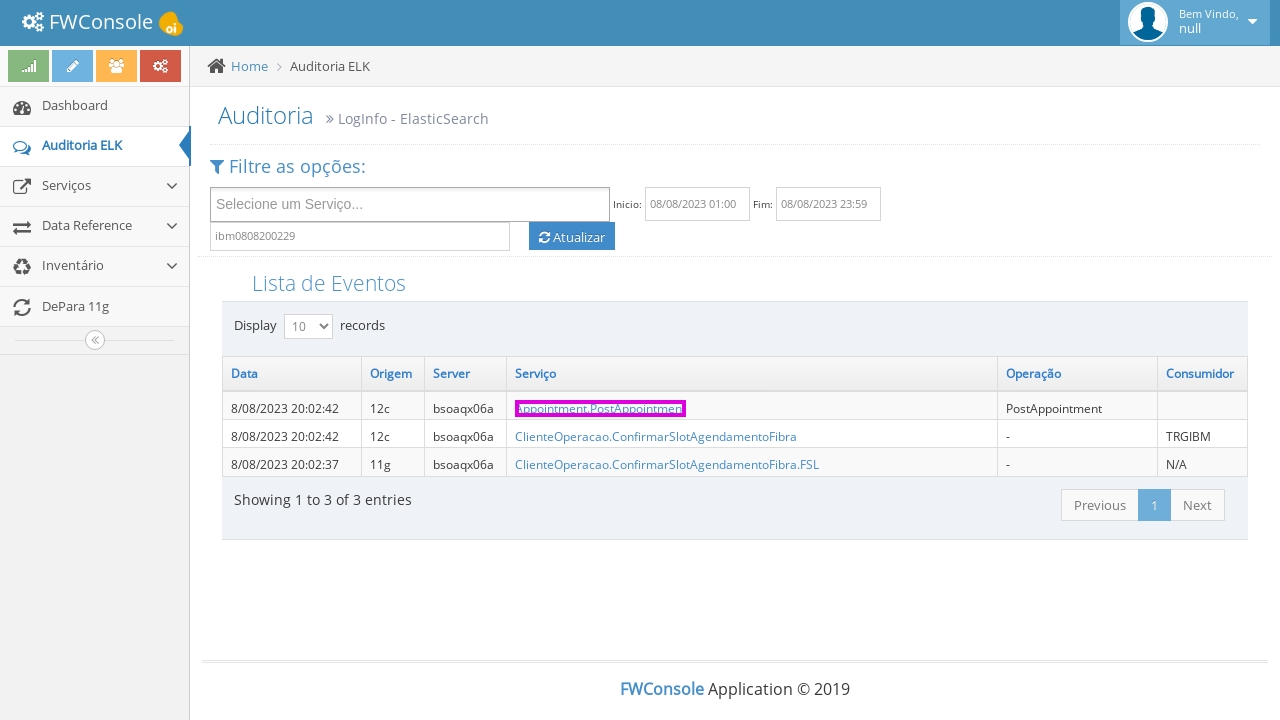 FWConsole oi
Bem Vindo,
null
Home
Auditoria ELK
Dashboard
Auditoria ELK
Serviços
Data Reference
Inventário
DePara 11g
Auditoria
LogInfo - ElasticSearch
Filtre as opções:
Selecione um Serviço... Inicio: 08/08/2023 01:00 Fim: 08/08/2023 23:59
ibm0808200229 Atualizar
Lista de Eventos
Display 10 records
Data Origem Server Serviço Operação Consumidor
8/08/2023 20:02:42 12c bsoaqx06a Appointment.PostAppointment PostAppointment
8/08/2023 20:02:42 12c bsoaqx06a ClienteOperacao.ConfirmarSlotAgendamentoFibra - TRGIBM
8/08/2023 20:02:37 11g bsoaqx06a ClienteOperacao.ConfirmarSlotAgendamentoFibra.FSL - N/A
Showing 1 to 3 of 3 entries
Previous 1 Next
FWConsole Application © 2019